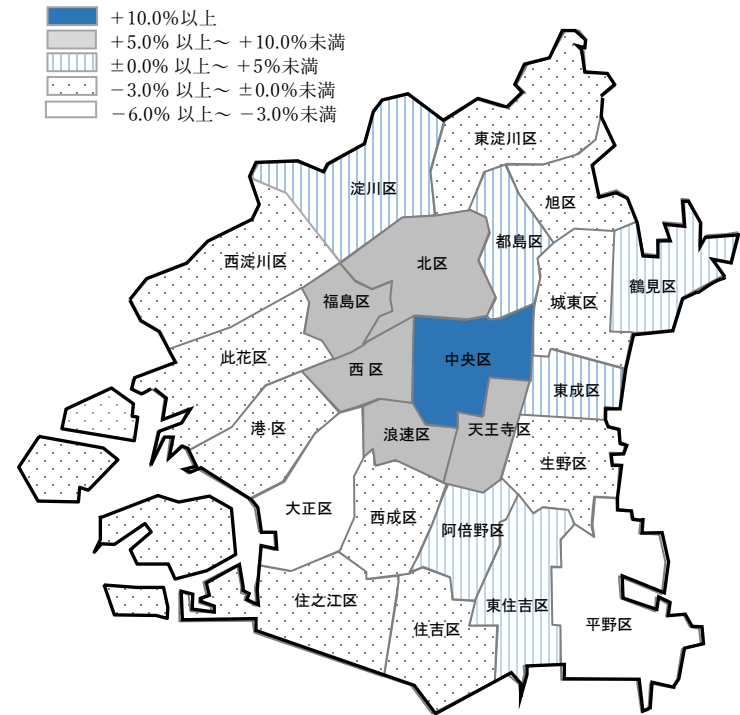 ＋10.0%以上
＋5.0% 以上～ ＋10.0%未満
±0.0% 以上～ ＋5%未満
－3.0% 以上～ ±0.0%未満
－6.0% 以上～ －3.0%未満
東淀川区
淀川区
旭区
都島区
西淀川区
北区
鶴見区
福島区
城東区
此花区
中央区
西 区
東成区
港 区
浪速区
天王寺区
生野区
大正区
西成区
阿倍野区
住之江区
東住吉区
住吉区
平野区